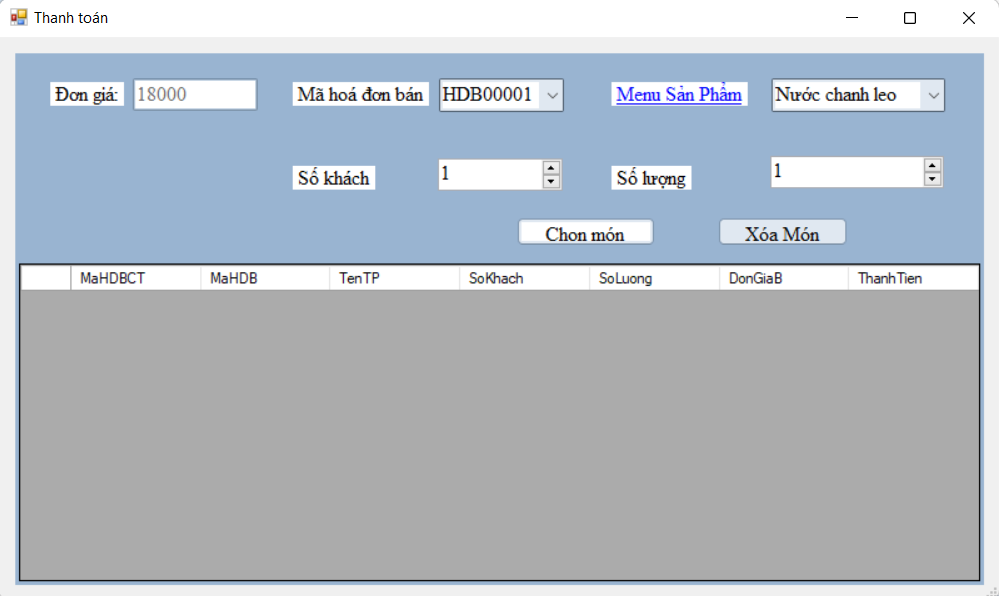 Thanh toán
Đơn giá: 18000 Mã hoá đơn bán HDB00001 Menu Sản Phẩm Nước chanh leo
Số khách 1 Số lượng 1
Chọn món Xóa Món
MaHDBCT MaHDB TenTP SoKhach SoLuong DonGiaB ThanhTien